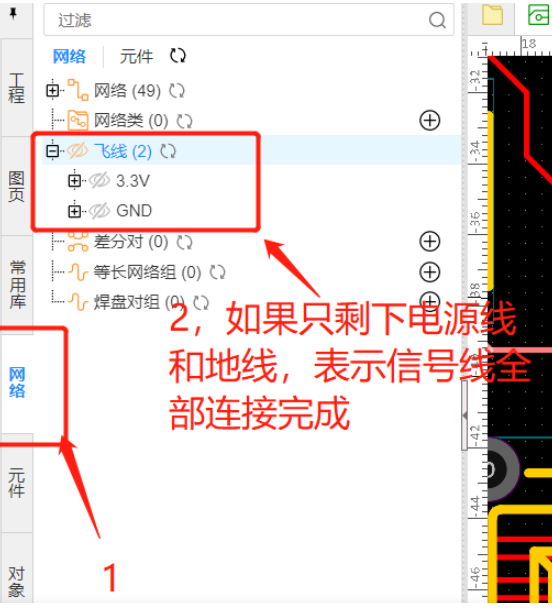 过滤
网络 元件
网络 (49)
网络类 (0)
飞线 (2)
3.3V
GND
差分对 (0)
等长网络组 (0)
焊盘对组 (0)
工程
图页
常用库
网络
元件
对象
1
2，如果只剩下电源线
和地线，表示信号线全
部连接完成
18
-32
-34
-36
-38
-42
-44
-46